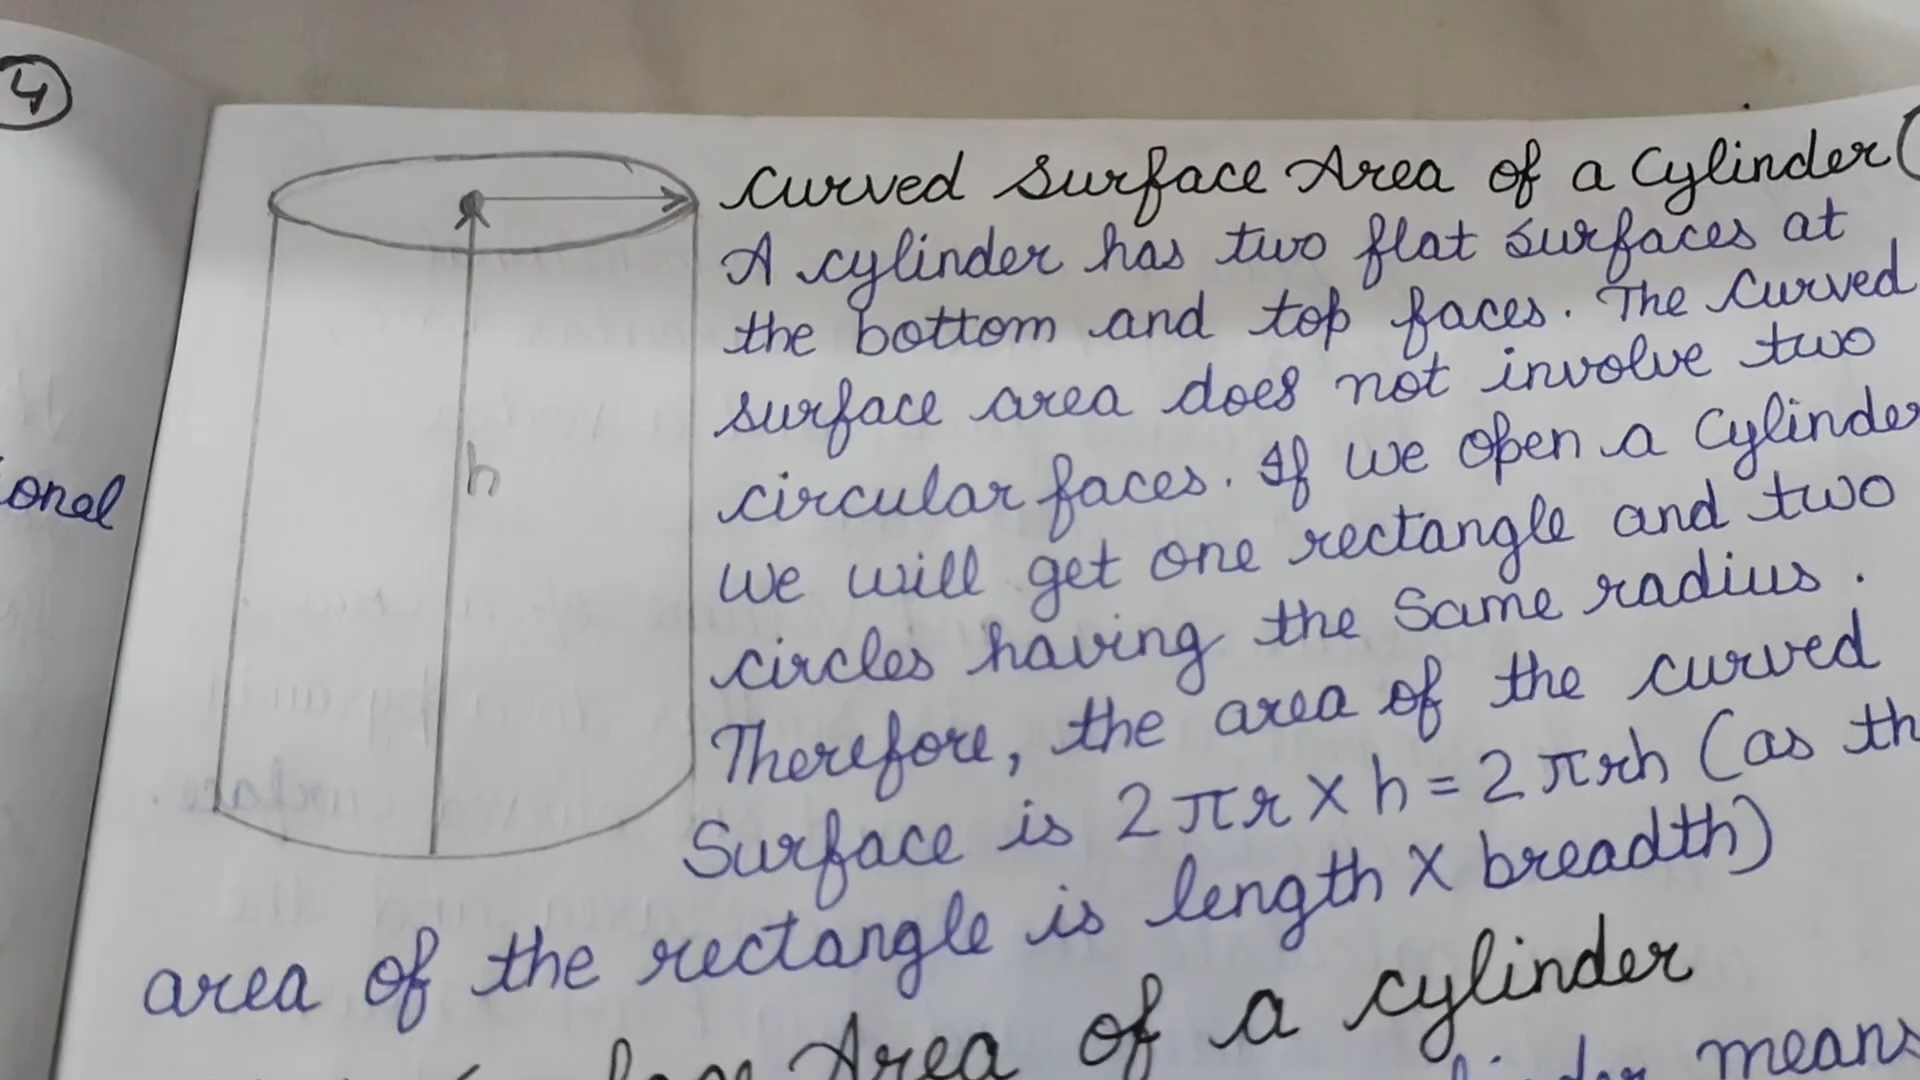 4
curved surface Area of a Cylinder (
A cylinder has two flat surfaces at
the bottom and top faces. The curved
surface area does not involve two
circular faces. If we open a Cylinder
we will get one rectangle and two
circles having the same radius.
Therefore, the area of the curved
Surface is 2πr x h = 2πrh (as th
area of the rectangle is length x breadth)
Area of a cylinder
means
h
onal